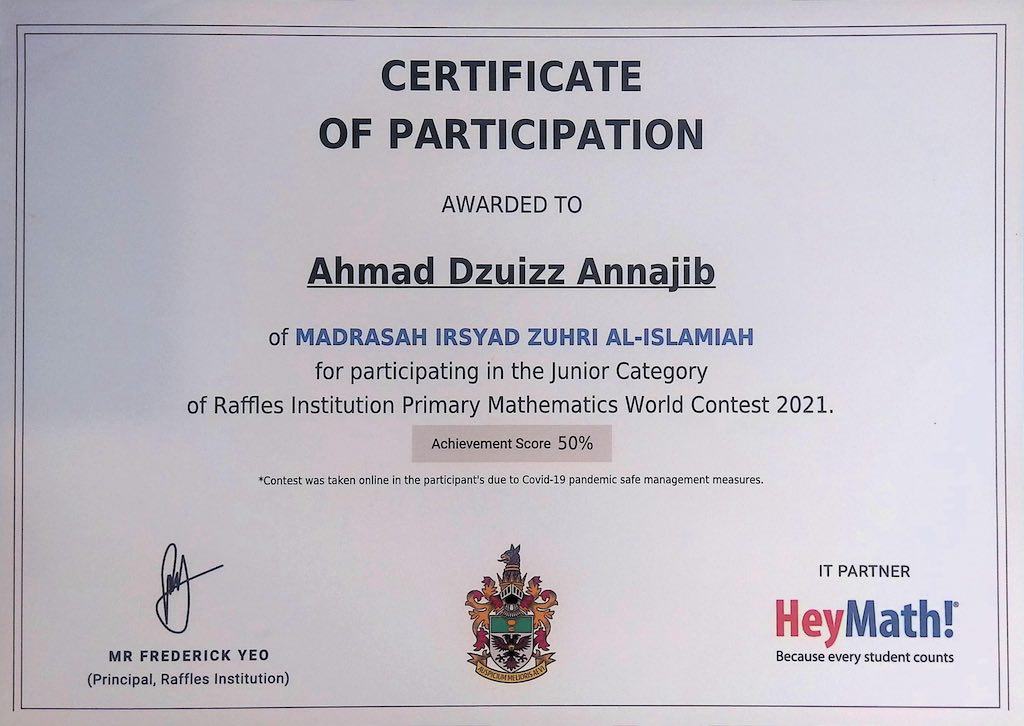 CERTIFICATE
OF PARTICIPATION
AWARDED TO
Ahmad Dzuizz Annajib
of MADRASAH IRSYAD ZUHRI AL-ISLAMIAH
for participating in the Junior Category
of Raffles Institution Primary Mathematics World Contest 2021.
Achievement Score 50%
*Contest was taken online in the participant's due to Covid-19 pandemic safe management measures.
MR FREDERICK YEO
(Principal, Raffles Institution)
AUSPICIUM MELIORIS ÆVI
IT PARTNER
HeyMath!®
Because every student counts